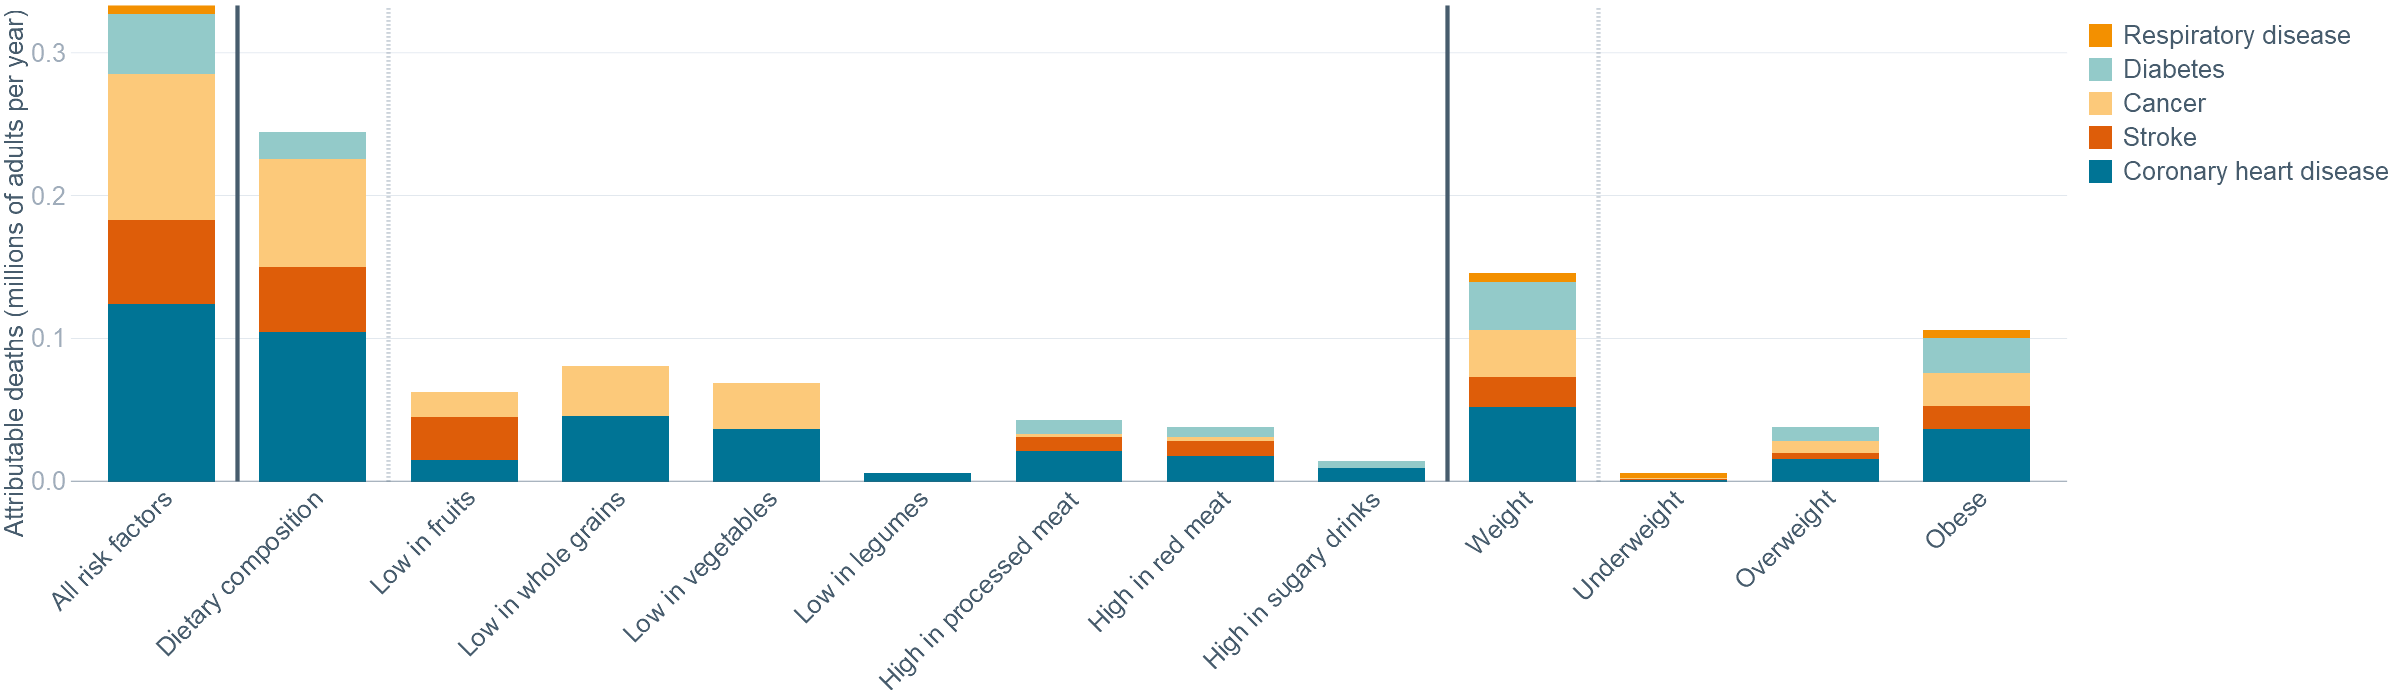 Attributable deaths (millions of adults per year)
0.3
0.2
0.1
0.0
All risk factors
Dietary composition
Low in fruits
Low in whole grains
Low in vegetables
Low in legumes
High in processed meat
High in red meat
High in sugary drinks
Weight
Underweight
Overweight
Obese
Respiratory disease
Diabetes
Cancer
Stroke
Coronary heart disease